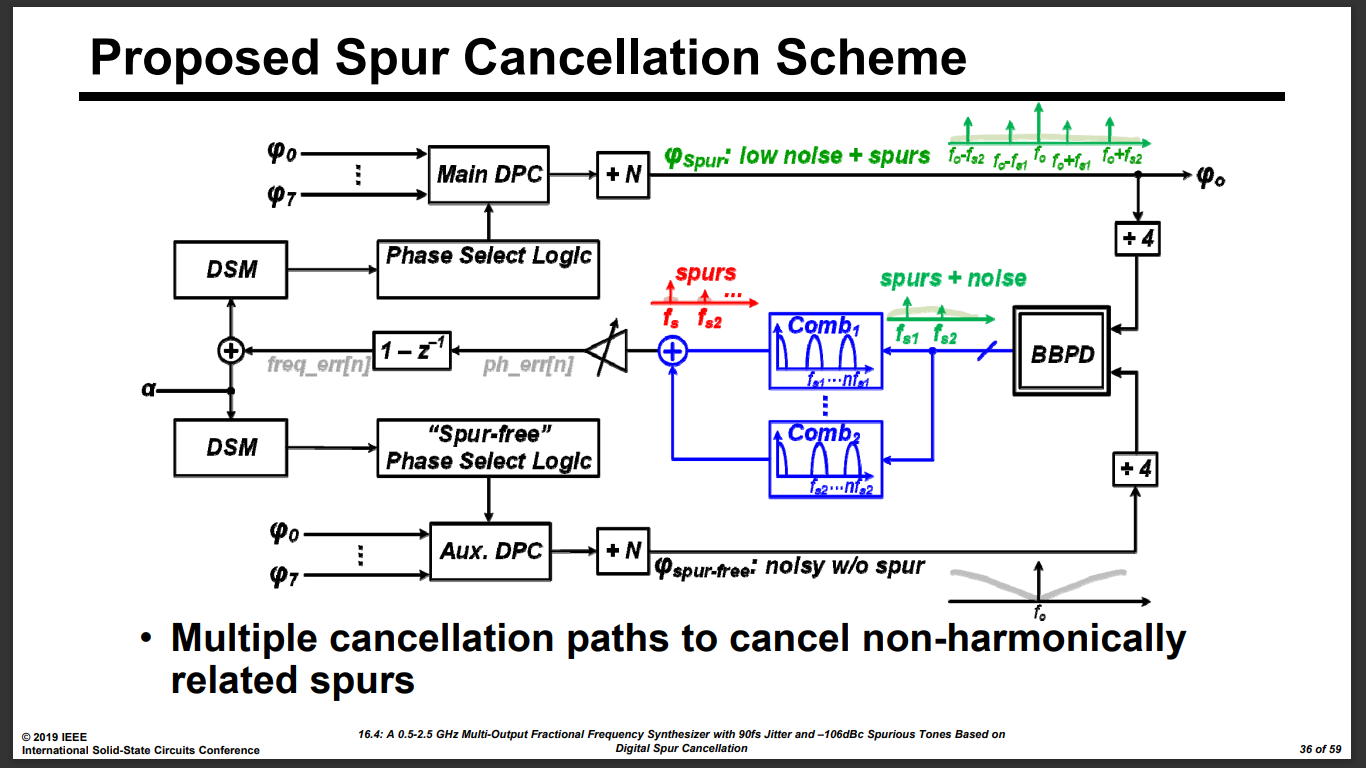 Proposed Spur Cancellation Scheme
φ0
φ7
Main DPC
÷ N
φSpur: low noise + spurs
fo-fs2 fo-fs1 fo fo+fs1 fo+fs2
φo
÷ 4
DSM
Phase Select Logic
spurs
fs fs2
spurs + noise
fs1 fs2
Comb1
fs1...nfs1
BBPD
+
1 – z-1
freq_err[n]
ph_err[n]
+
α
DSM
"Spur-free"
Phase Select Logic
Comb2
fs2...nfs2
÷ 4
φ0
φ7
Aux. DPC
÷ N
φspur-free: noisy w/o spur
fo
• Multiple cancellation paths to cancel non-harmonically
related spurs
© 2019 IEEE
International Solid-State Circuits Conference
16.4: A 0.5-2.5 GHz Multi-Output Fractional Frequency Synthesizer with 90fs Jitter and –106dBc Spurious Tones Based on
Digital Spur Cancellation
36 of 59